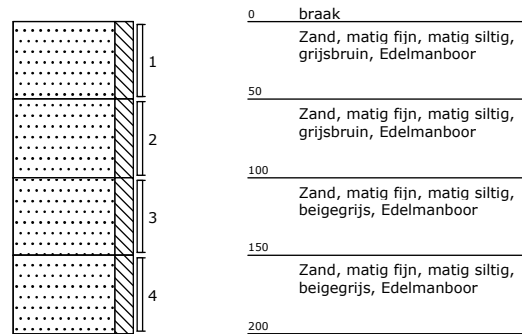 0 braak
1
Zand, matig fijn, matig siltig,
grijsbruin, Edelmanboor
50
2
Zand, matig fijn, matig siltig,
grijsbruin, Edelmanboor
100
3
Zand, matig fijn, matig siltig,
beigegrijs, Edelmanboor
150
4
Zand, matig fijn, matig siltig,
beigegrijs, Edelmanboor
200